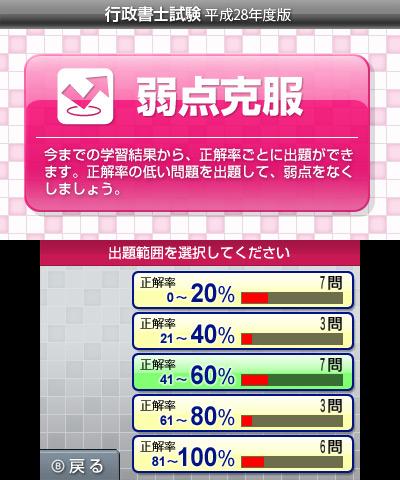 行政書士試験 平成28年度版
弱点克服
今までの学習結果から、正解率ごとに出題ができ
ます。正解率の低い問題を出題して、弱点をなく
しましょう。
出題範囲を選択してください
正解率 7問
0～20%
正解率 3問
21～40%
正解率 7問
41～60%
正解率 3問
61～80%
正解率 6問
81～100%
Ⓑ戻る